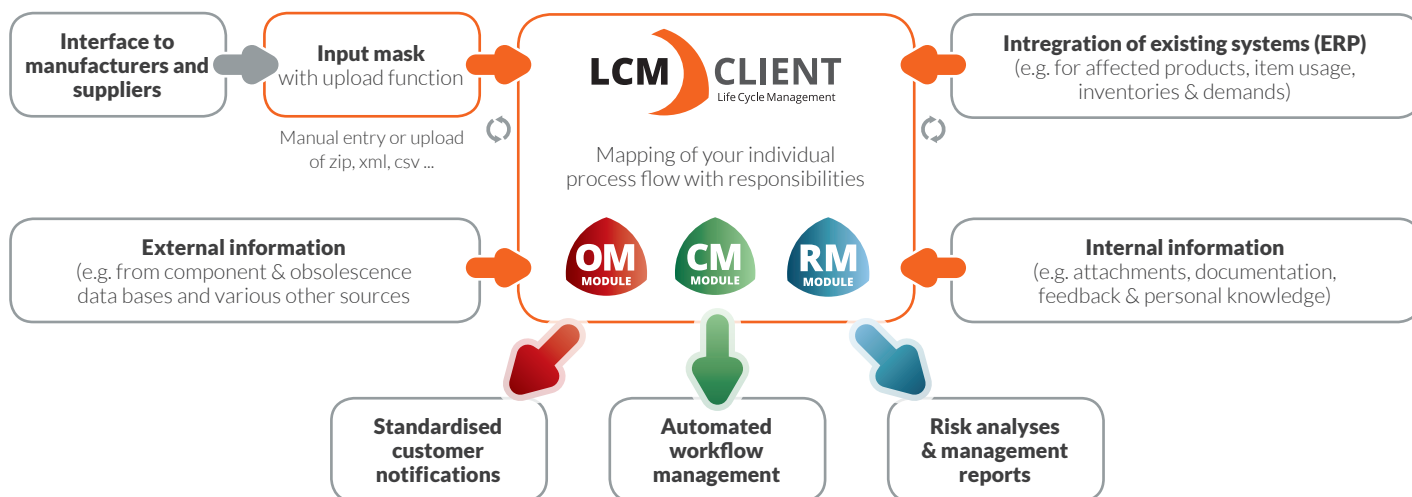 Interface to
manufacturers and
suppliers
Input mask
with upload function
Manual entry or upload
of zip, xml, csv ...
LCM CLIENT
Life Cycle Management
Mapping of your individual
process flow with responsibilities
OM
MODULE
CM
MODULE
RM
MODULE
Intregration of existing systems (ERP)
(e.g. for affected products, item usage,
inventories & demands)
External information
(e.g. from component & obsolescence
data bases and various other sources
Internal information
(e.g. attachments, documentation,
feedback & personal knowledge)
Standardised
customer
notifications
Automated
workflow
management
Risk analyses
& management
reports